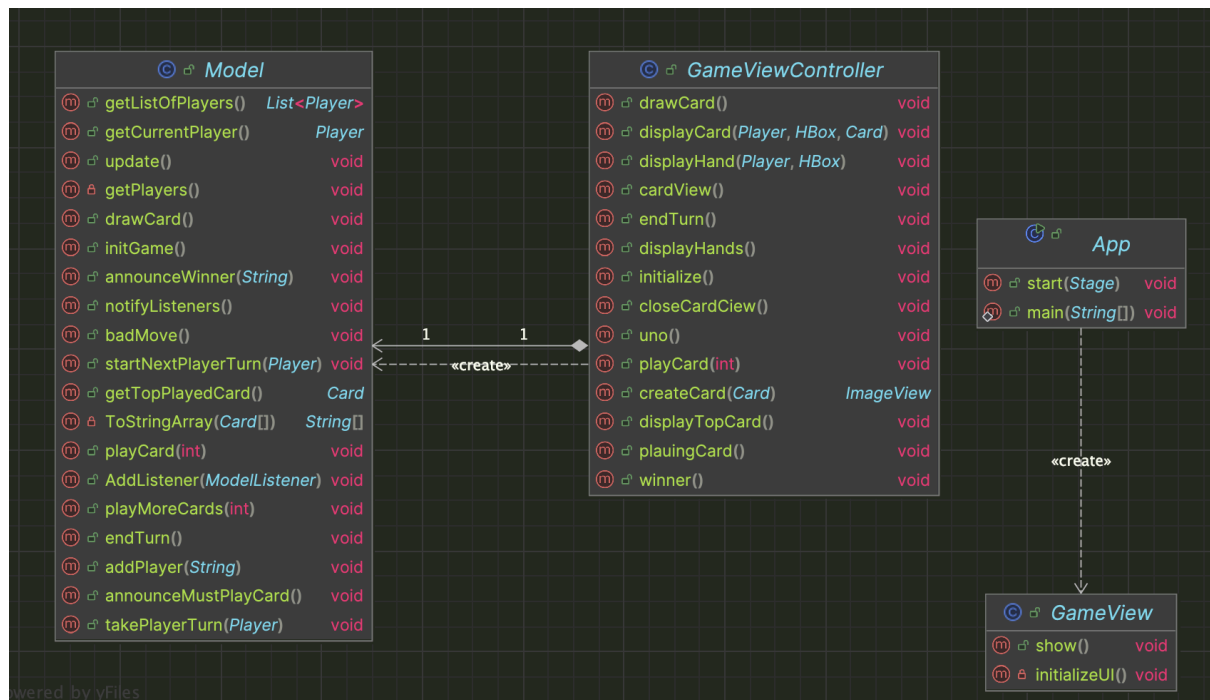 Model
getListOfPlayers() List<Player>
getCurrentPlayer() Player
update() void
getPlayers() void
drawCard() void
initGame() void
announceWinner(String) void
notifyListeners() void
badMove() void
startNextPlayerTurn(Player) void
getTopPlayedCard() Card
ToStringArray(Card[]) String[]
playCard(int) void
AddListener(ModelListener) void
playMoreCards(int) void
endTurn() void
addPlayer(String) void
announceMustPlayCard() void
takePlayerTurn(Player) void
1 1
«create»
GameViewController
drawCard() void
displayCard(Player, HBox, Card) void
displayHand(Player, HBox) void
cardView() void
endTurn() void
displayHands() void
initialize() void
closeCardCiew() void
uno() void
playCard(int) void
createCard(Card) ImageView
displayTopCard() void
plauingCard() void
winner() void
App
start(Stage) void
main(String[]) void
«create»
GameView
show() void
initializeUI() void
owered by yFiles